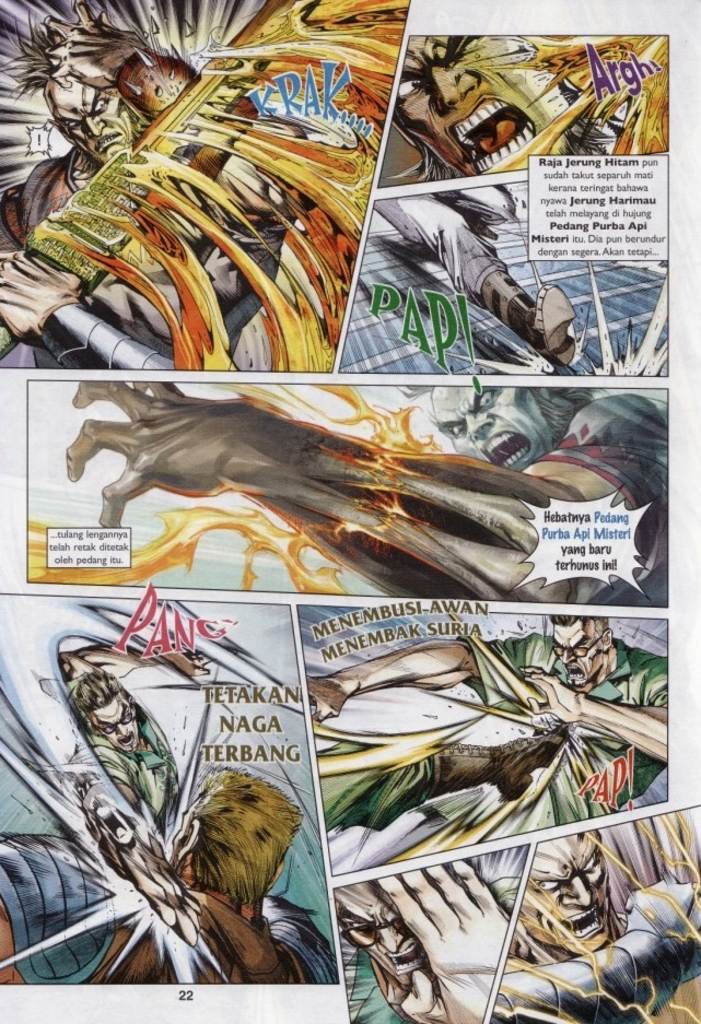 KRAK.....
!
Argh!
Raja Jerung Hitam pun
sudah takut separuh mati
kerana teringat bahawa
nyawa Jerung Harimau
telah melayang di hujung
Pedang Purba Api
Misteri itu. Dia pun berundur
dengan segera. Akan tetapi...
PAP!
...tulang lengannya
telah retak ditetak
oleh pedang itu.
Hebatnya Pedang
Purba Api Misteri
yang baru
terhunus ini!
PANG
TETAKAN
NAGA
TERBANG
MENEMBUSI AWAN
MENEMBAK SURIA
PAP!
22